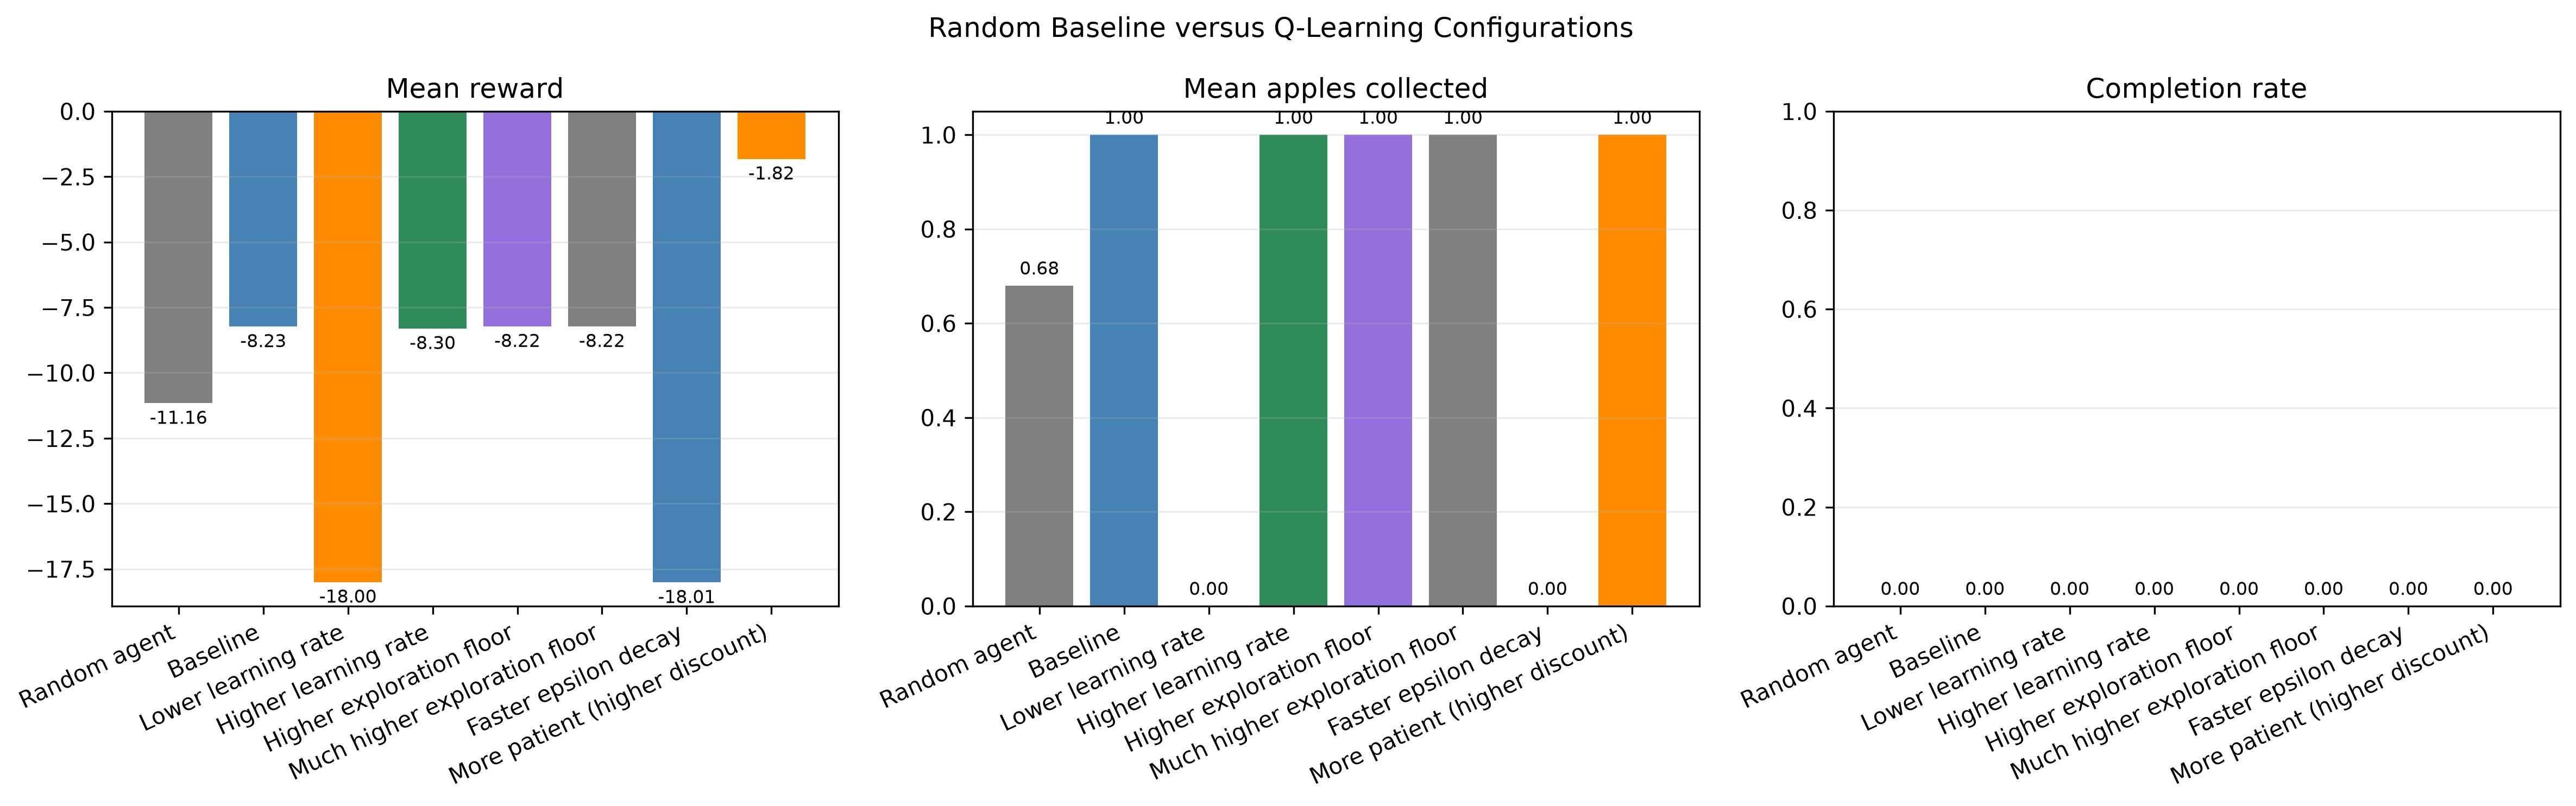 Random Baseline versus Q-Learning Configurations
Mean reward
0.0
−2.5
−5.0
−7.5
−10.0
−12.5
−15.0
−17.5
-11.16
-8.23
-18.00
-8.30
-8.22
-8.22
-18.01
-1.82
Random agent
Baseline
Lower learning rate
Higher learning rate
Higher exploration floor
Much higher exploration floor
Faster epsilon decay
More patient (higher discount)
Mean apples collected
1.0
0.8
0.6
0.4
0.2
0.0
0.68
1.00
0.00
1.00
1.00
1.00
0.00
1.00
Random agent
Baseline
Lower learning rate
Higher learning rate
Higher exploration floor
Much higher exploration floor
Faster epsilon decay
More patient (higher discount)
Completion rate
1.0
0.8
0.6
0.4
0.2
0.0
0.00
0.00
0.00
0.00
0.00
0.00
0.00
0.00
Random agent
Baseline
Lower learning rate
Higher learning rate
Higher exploration floor
Much higher exploration floor
Faster epsilon decay
More patient (higher discount)